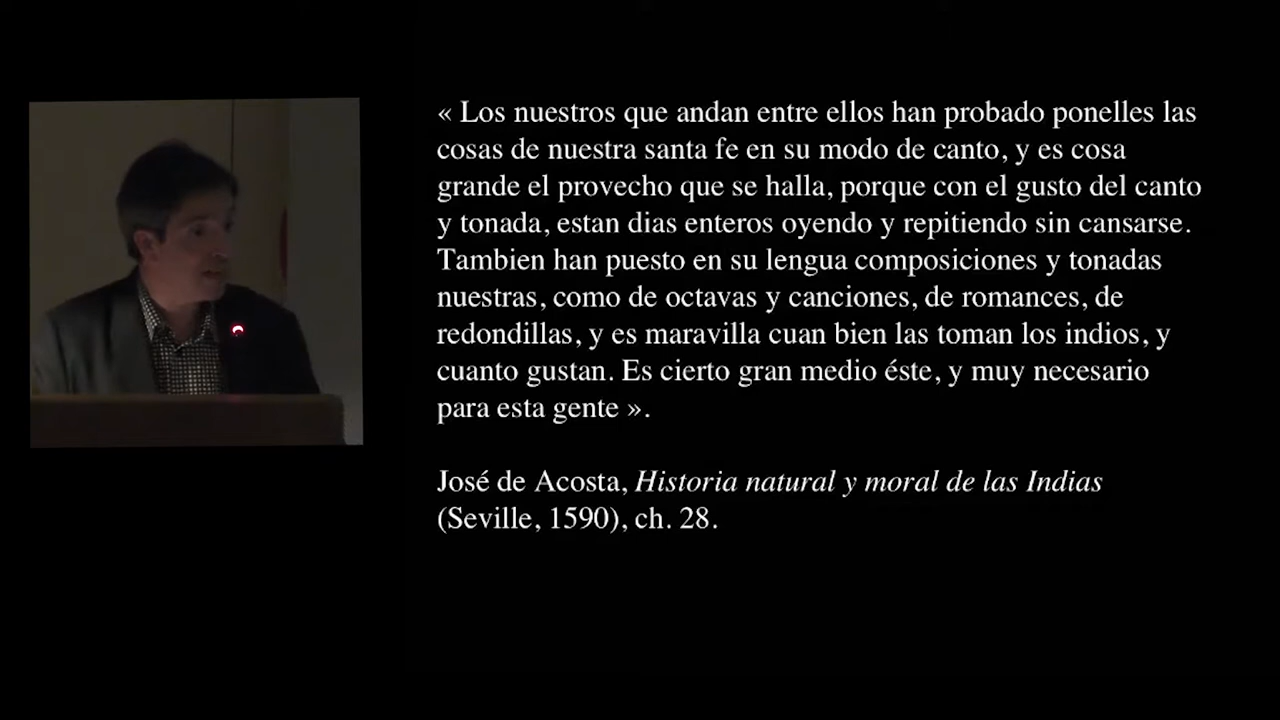 « Los nuestros que andan entre ellos han probado ponelles las
cosas de nuestra santa fe en su modo de canto, y es cosa
grande el provecho que se halla, porque con el gusto del canto
y tonada, estan dias enteros oyendo y repitiendo sin cansarse.
Tambien han puesto en su lengua composiciones y tonadas
nuestras, como de octavas y canciones, de romances, de
redondillas, y es maravilla cuan bien las toman los indios, y
cuanto gustan. Es cierto gran medio éste, y muy necesario
para esta gente ».
José de Acosta, Historia natural y moral de las Indias
(Seville, 1590), ch. 28.